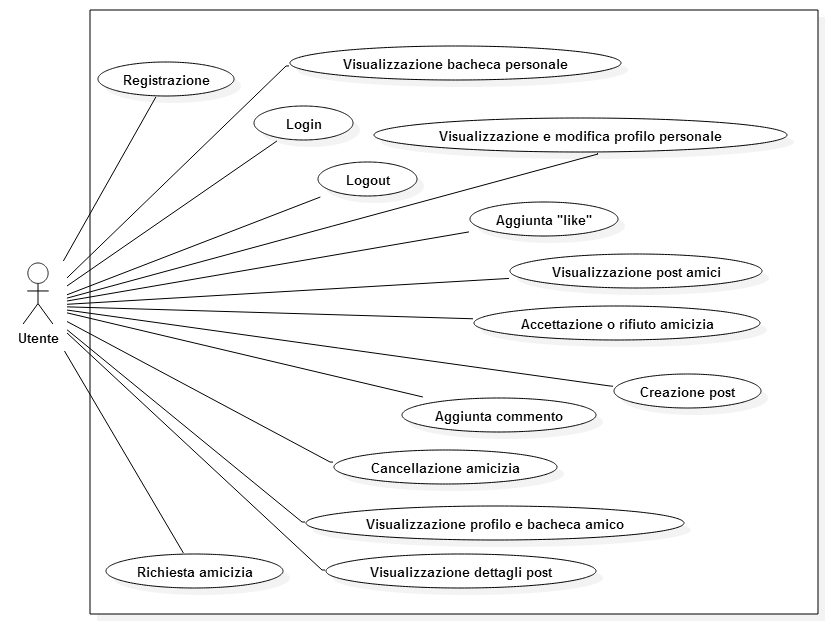 Visualizzazione bacheca personale
Registrazione
Login
Visualizzazione e modifica profilo personale
Logout
Aggiunta "like"
Visualizzazione post amici
Accettazione o rifiuto amicizia
Utente
Creazione post
Aggiunta commento
Cancellazione amicizia
Visualizzazione profilo e bacheca amico
Richiesta amicizia
Visualizzazione dettagli post